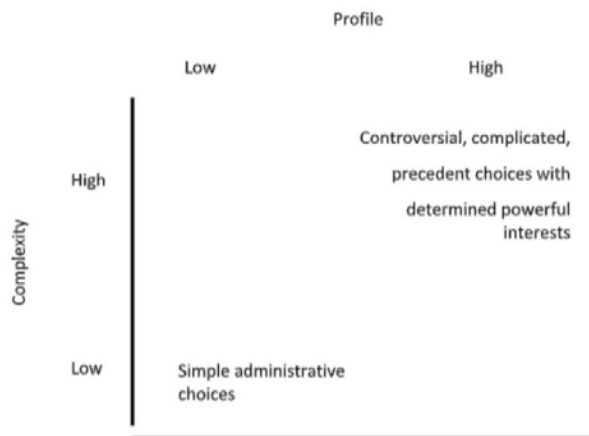 Profile
Low
High
Controversial, complicated,
High
precedent choices with
determined powerful
interests
Complexity
Low
Simple administrative
choices